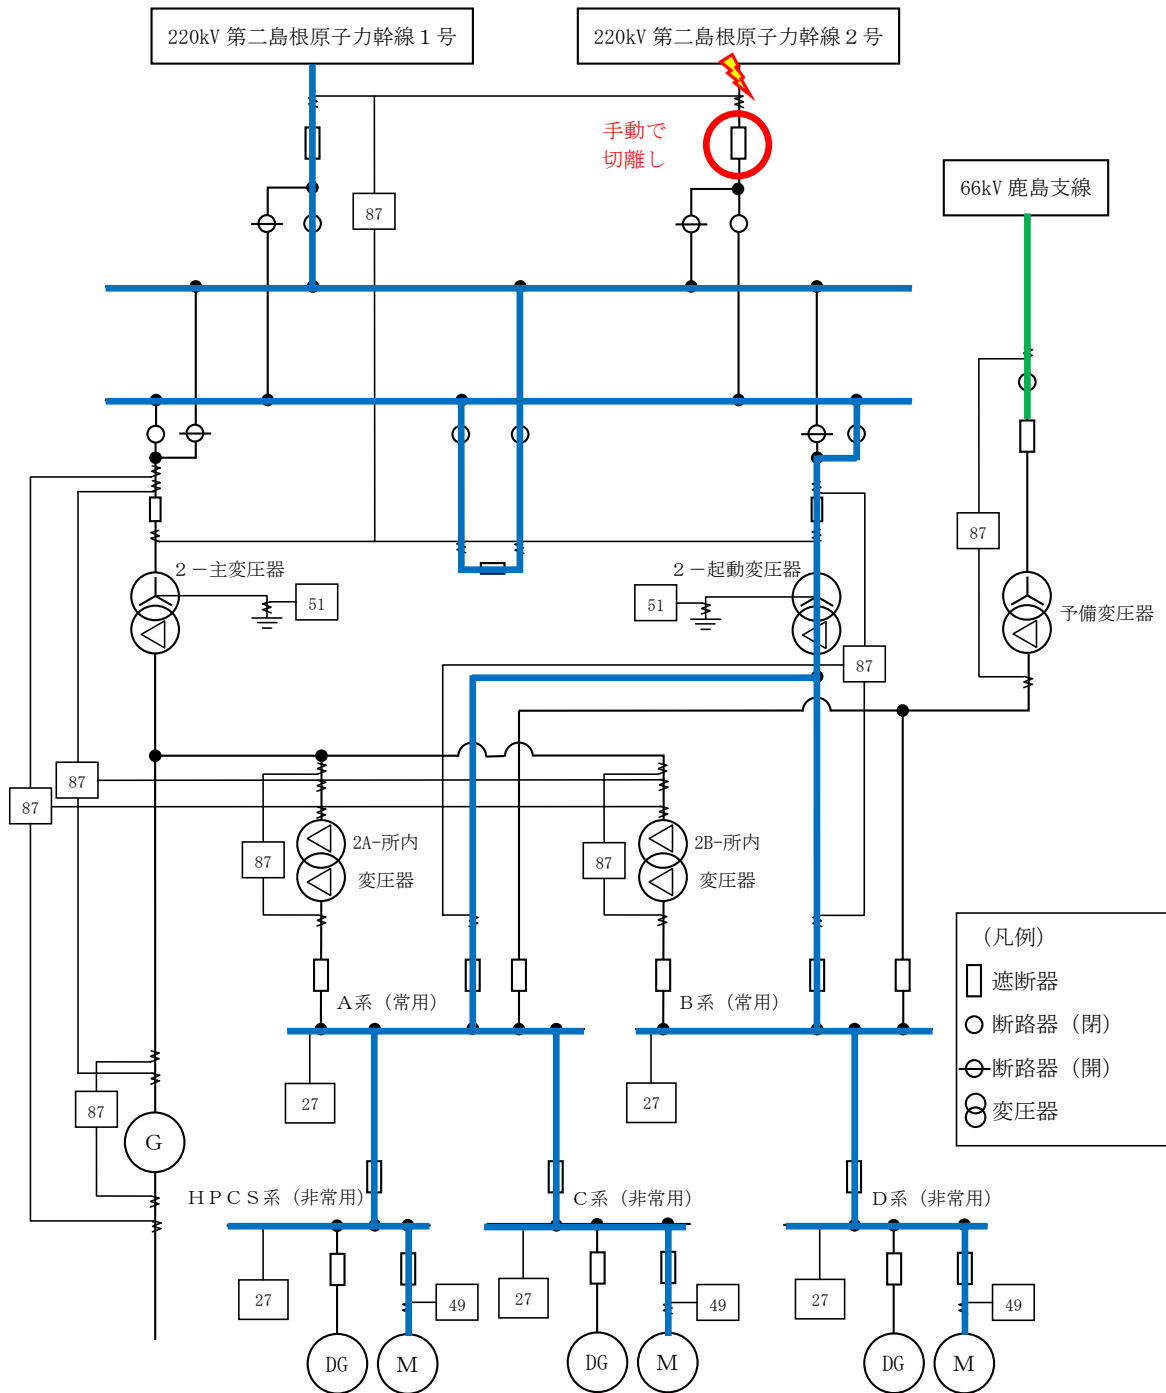 220kV 第二島根原子力幹線１号
220kV 第二島根原子力幹線２号
手動で
切離し
66kV 鹿島支線
87
87
２－主変圧器
51
２－起動変圧器
51
予備変圧器
87
87
87
2A-所内
変圧器
87
2B-所内
変圧器
87
（凡例）
遮断器
断路器（閉）
断路器（開）
変圧器
Ａ系（常用）
Ｂ系（常用）
27
27
87
G
ＨＰＣＳ系（非常用）
Ｃ系（非常用）
Ｄ系（非常用）
27
49
27
49
27
49
DG
M
DG
M
DG
M